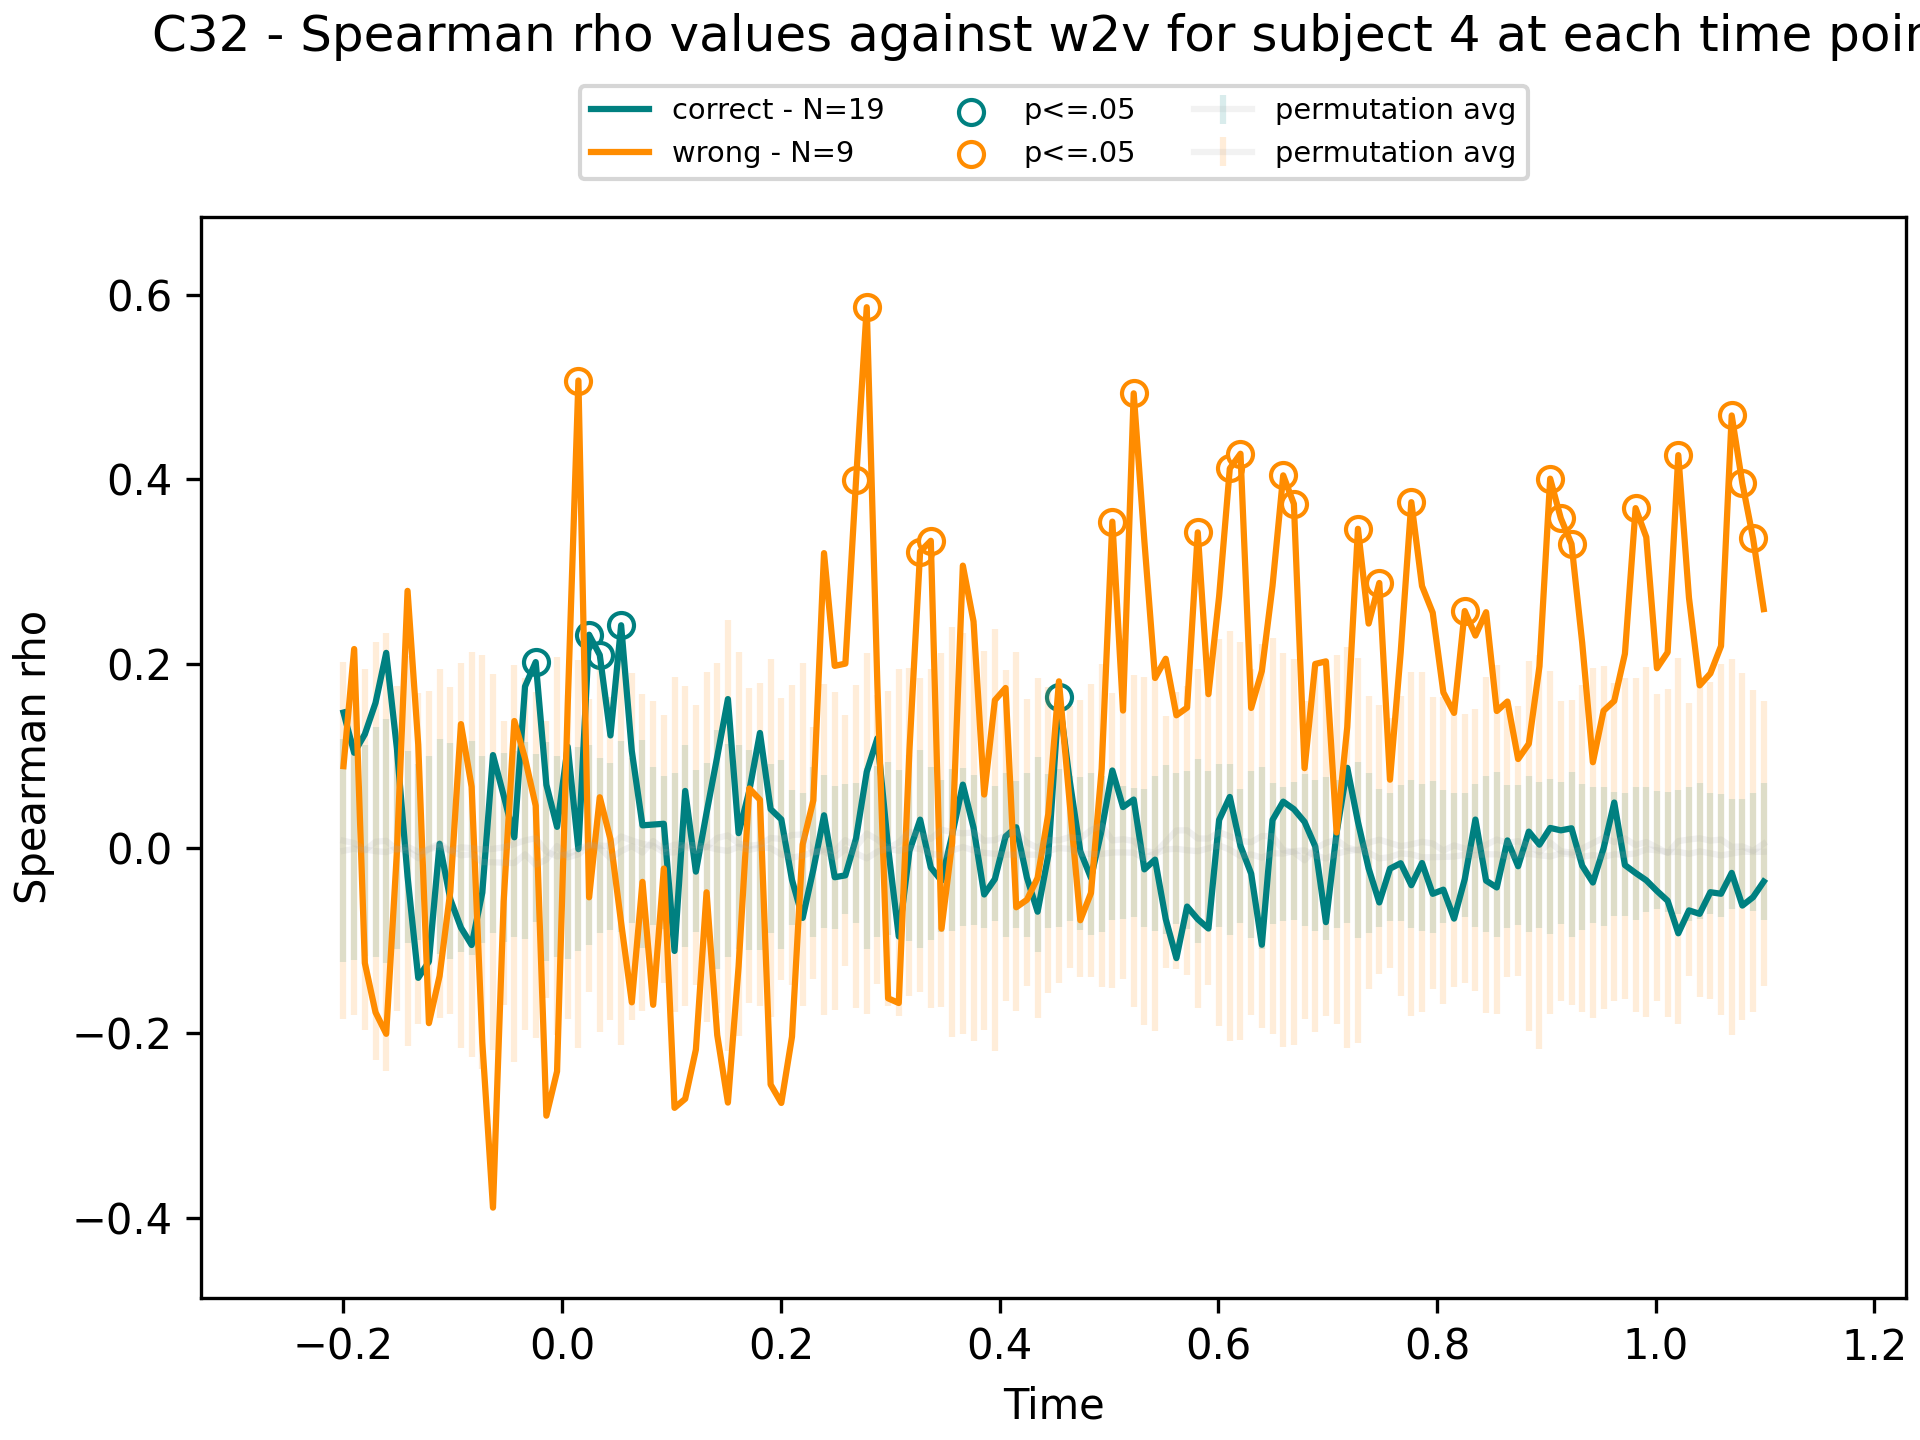 C32 - Spearman rho values against w2v for subject 4 at each time
correct - N=19
wrong - N=9
p<=.05
p<=.05
permutation avg
permutation avg
0.6
0.4
0.2
0.0
−0.2
−0.4
Spearman rho
−0.2 0.0 0.2 0.4 0.6 0.8 1.0 1.2
Time